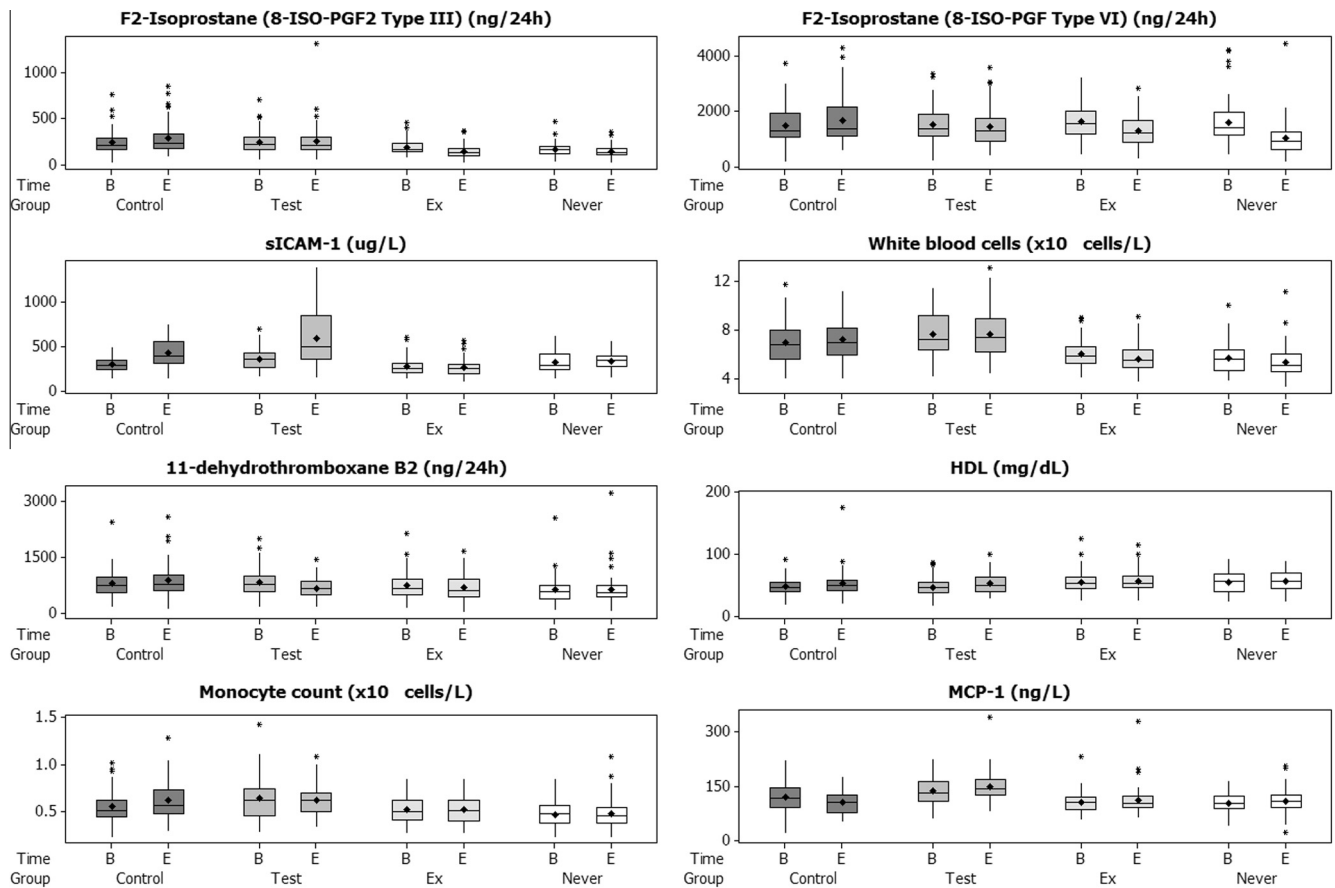 F2-Isoprostane (8-ISO-PGF2 Type III) (ng/24h)
1000
500
0
Time B E B E B E B E
Group Control Test Ex Never
F2-Isoprostane (8-ISO-PGF Type VI) (ng/24h)
4000
2000
0
Time B E B E B E B E
Group Control Test Ex Never
sICAM-1 (ug/L)
1000
500
0
Time B E B E B E B E
Group Control Test Ex Never
White blood cells (x10 cells/L)
12
8
4
Time B E B E B E B E
Group Control Test Ex Never
11-dehydrothromboxane B2 (ng/24h)
3000
1500
0
Time B E B E B E B E
Group Control Test Ex Never
HDL (mg/dL)
200
100
0
Time B E B E B E B E
Group Control Test Ex Never
Monocyte count (x10 cells/L)
1.5
1.0
0.5
Time B E B E B E B E
Group Control Test Ex Never
MCP-1 (ng/L)
300
150
0
Time B E B E B E B E
Group Control Test Ex Never